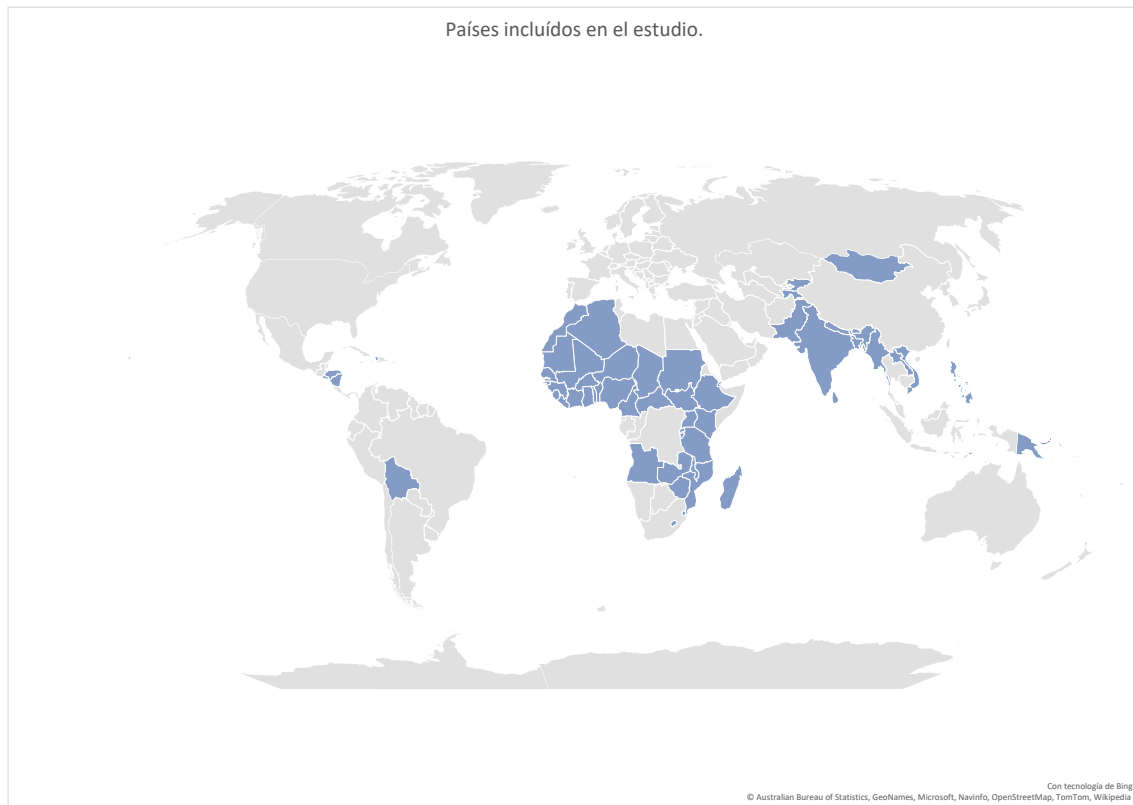 Países incluídos en el estudio.
Con tecnología de Bing
© Australian Bureau of Statistics, GeoNames, Microsoft, Navinfo, OpenStreetMap, TomTom, Wikipedia